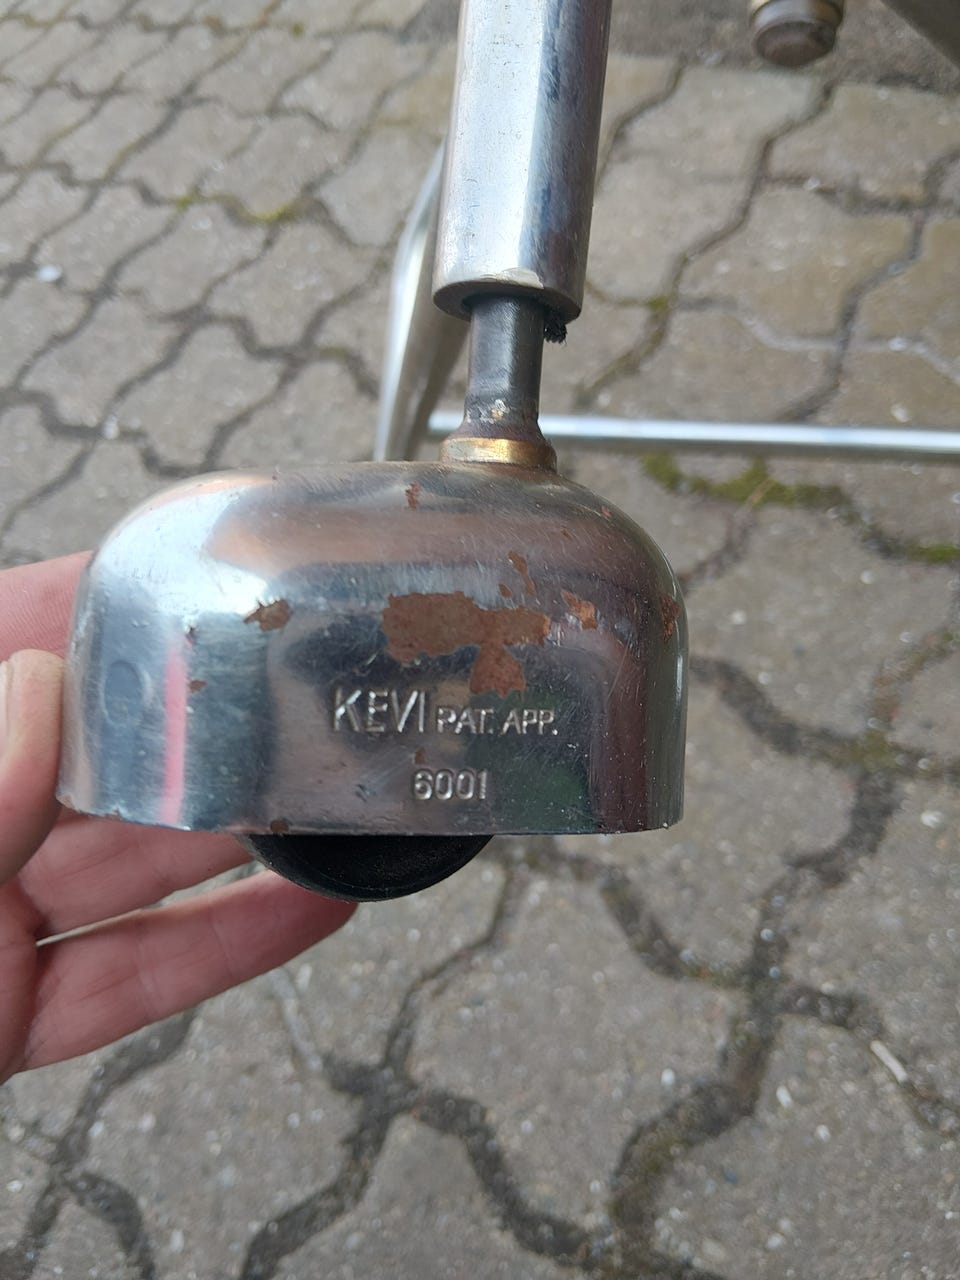 KEVI PAT. APP.
6001